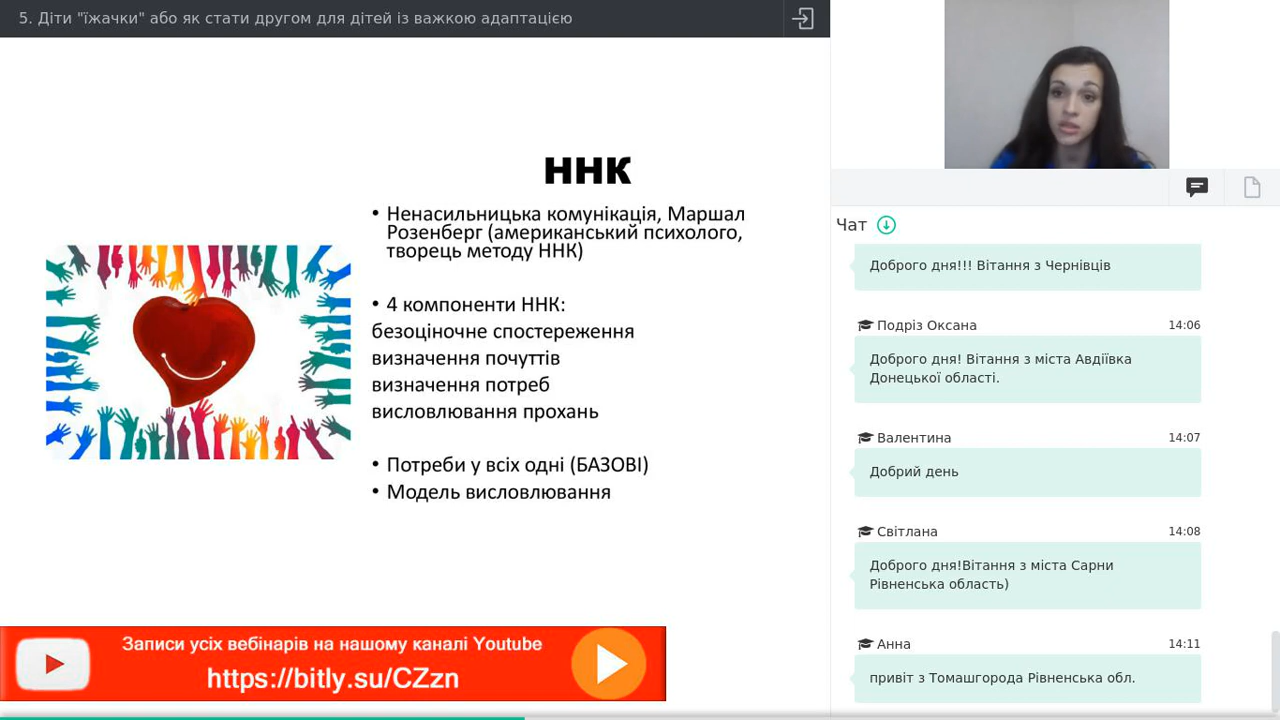 5. Діти "їжачки" або як стати другом для дітей із важкою адаптацією
ННК
• Ненасильницька комунікація, Маршал
Розенберг (американський психолого,
творець методу ННК)
• 4 компоненти ННК:
безоціночне спостереження
визначення почуттів
визначення потреб
висловлювання прохань
• Потреби у всіх одні (БАЗОВІ)
• Модель висловлювання
Записи усіх вебінарів на нашому каналі Youtube
https://bitly.su/CZzn
Чат
Доброго дня!!! Вітання з Чернівців
Подріз Оксана 14:06
Доброго дня! Вітання з міста Авдіївка
Донецької області.
Валентина 14:07
Добрий день
Світлана 14:08
Доброго дня!Вітання з міста Сарни
Рівненська область)
Анна 14:11
привіт з Томашгорода Рівненська обл.